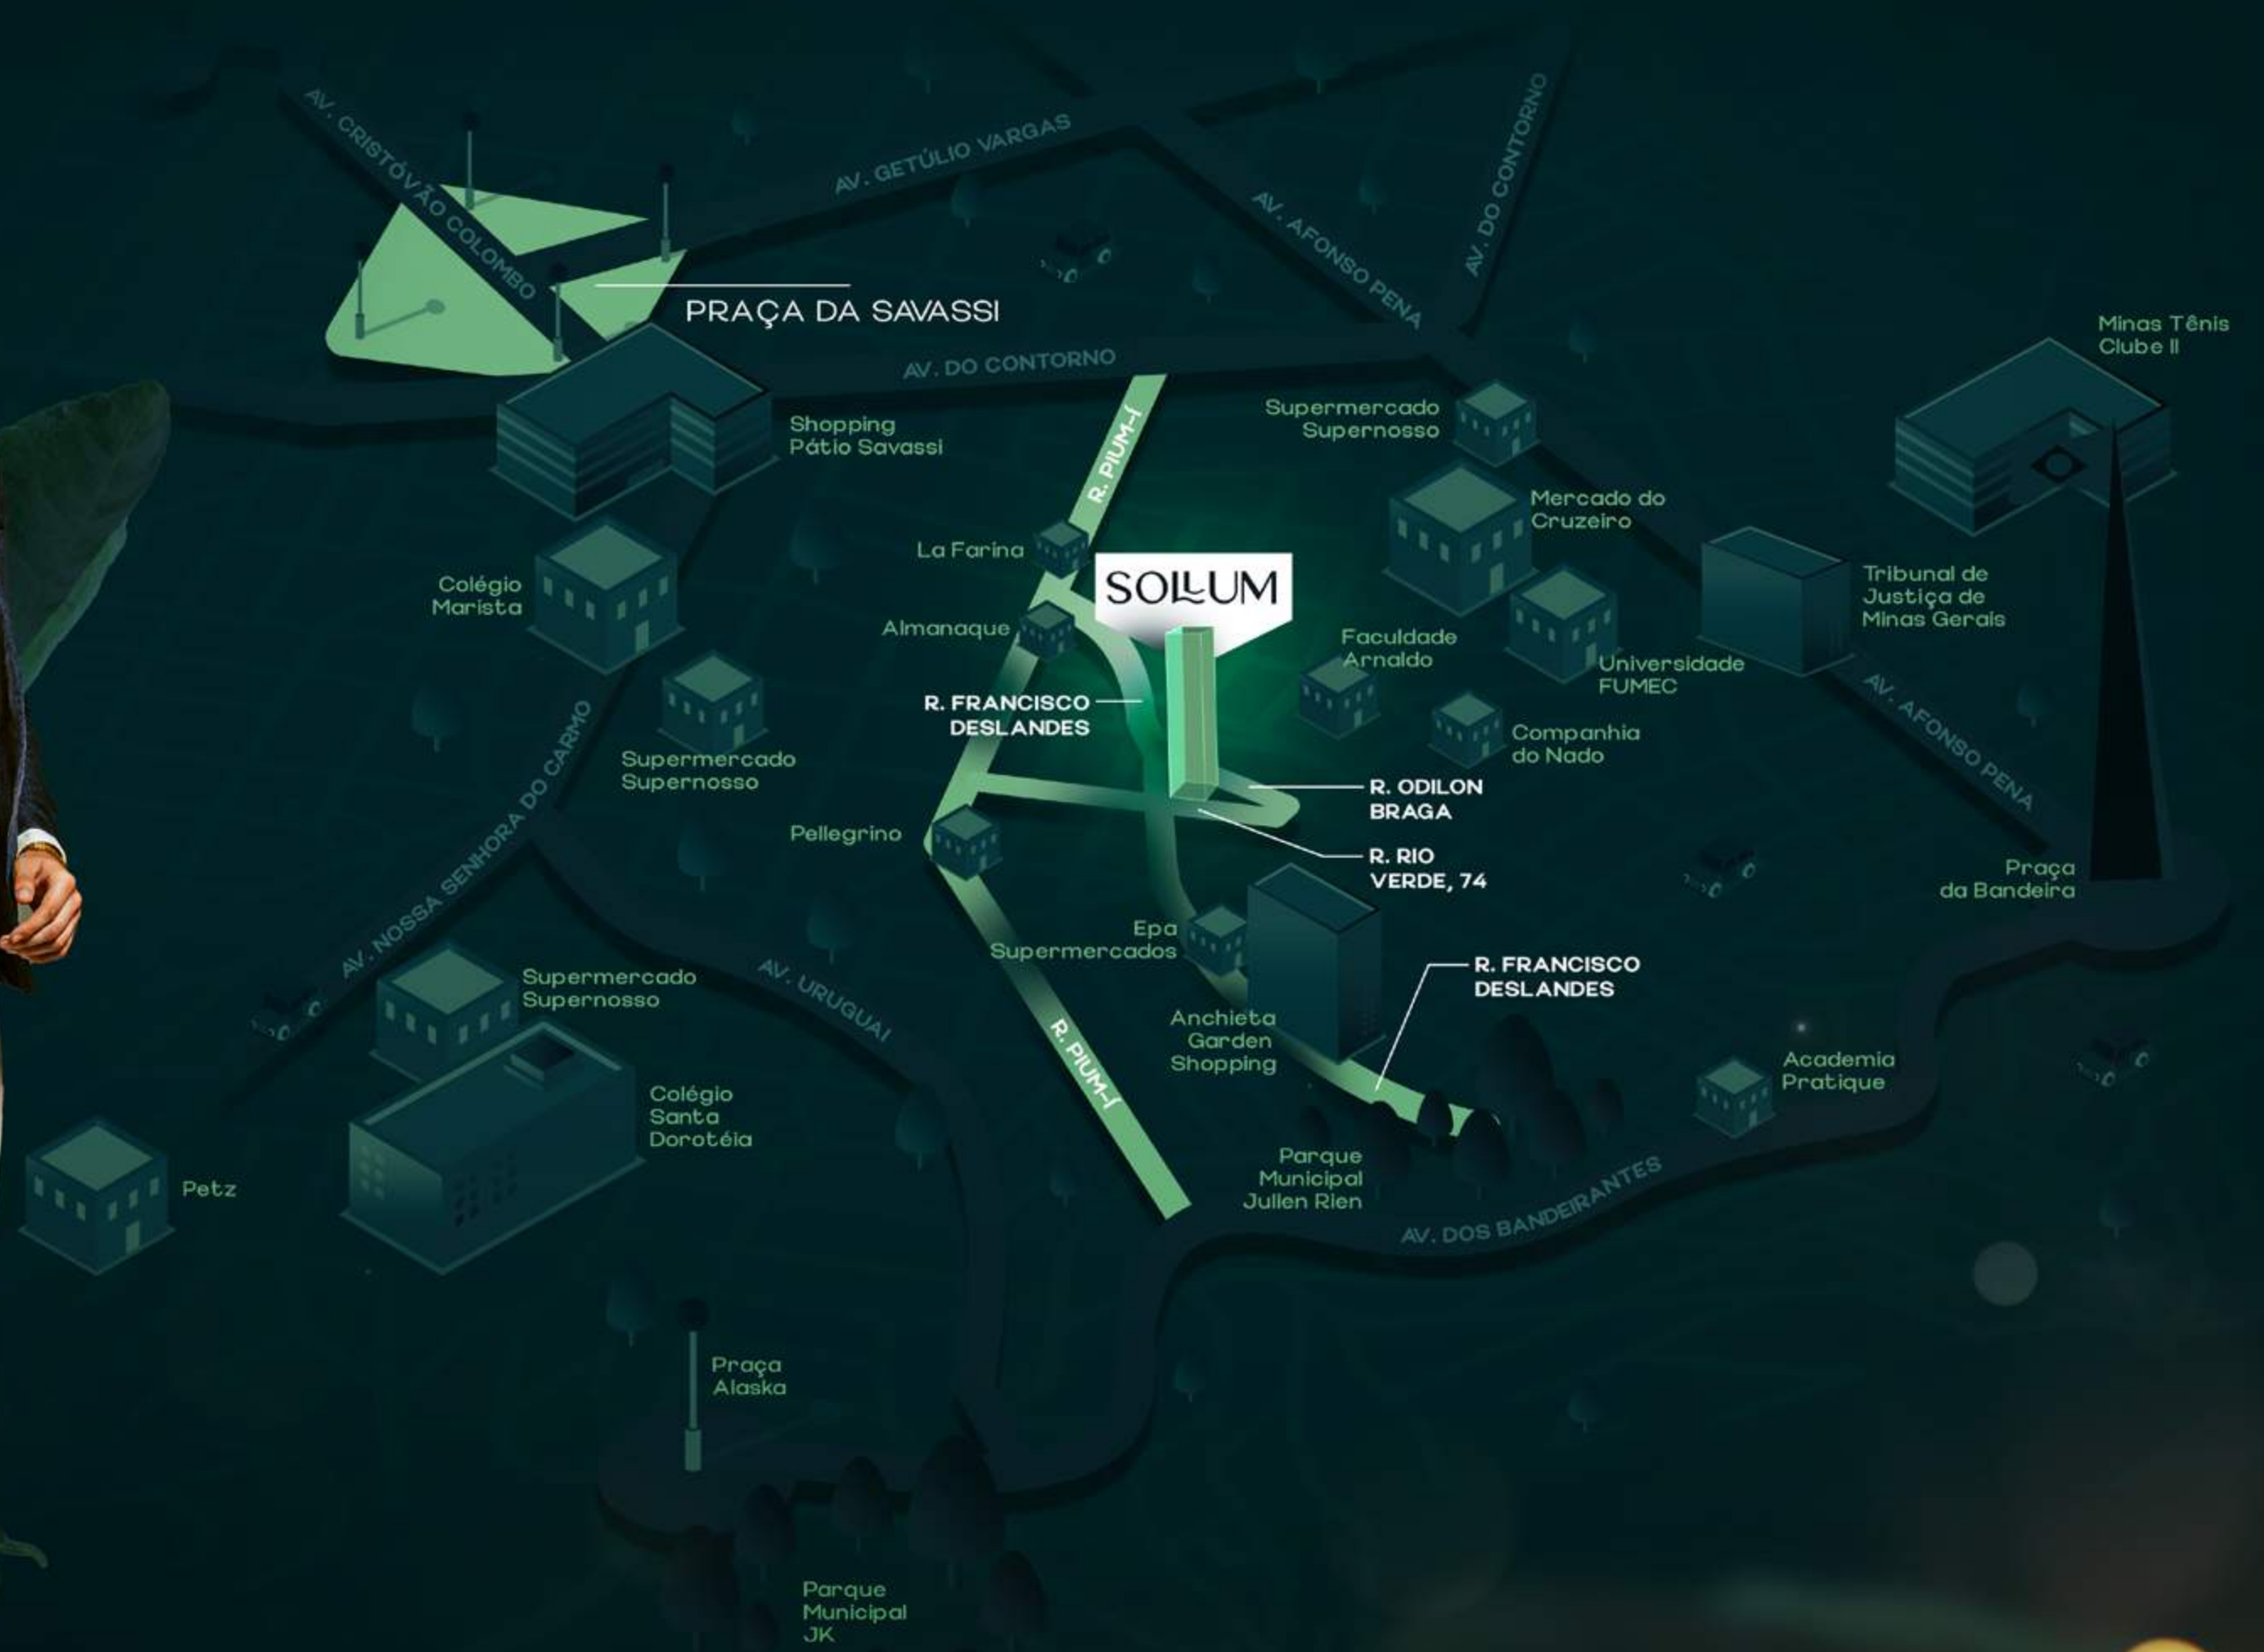 AV. CRISTÓVÃO COLOMBO
AV. GETÚLIO VARGAS
AV. DO CONTORNO
AV. AFONSO PENA
PRAÇA DA SAVASSI
Minas Tênis
Clube II
AV. DO CONTORNO
Shopping
Pátio Savassi
R. PIUM-Í
Supermercado
Supernosso
Mercado do
Cruzeiro
La Farina
SOLLUM
Colégio
Marista
Almanaque
Tribunal de
Justiça de
Minas Gerais
Faculdade
Arnaldo
Universidade
FUMEC
R. FRANCISCO
DESLANDES
Companhia
do Nado
AV. AFONSO PENA
Supermercado
Supernosso
R. ODILON
BRAGA
Pellegrino
R. RIO
VERDE, 74
AV. NOSSA SENHORA DO CARMO
Praça
da Bandeira
Epa
Supermercados
Supermercado
Supernosso
AV. URUGUAI
R. FRANCISCO
DESLANDES
Anchieta
Garden
Shopping
R. PIUM-Í
Academia
Pratique
Colégio
Santa
Dorotéia
Petz
Parque
Municipal
Julien Rien
AV. DOS BANDEIRANTES
Praça
Alaska
Parque
Municipal
JK